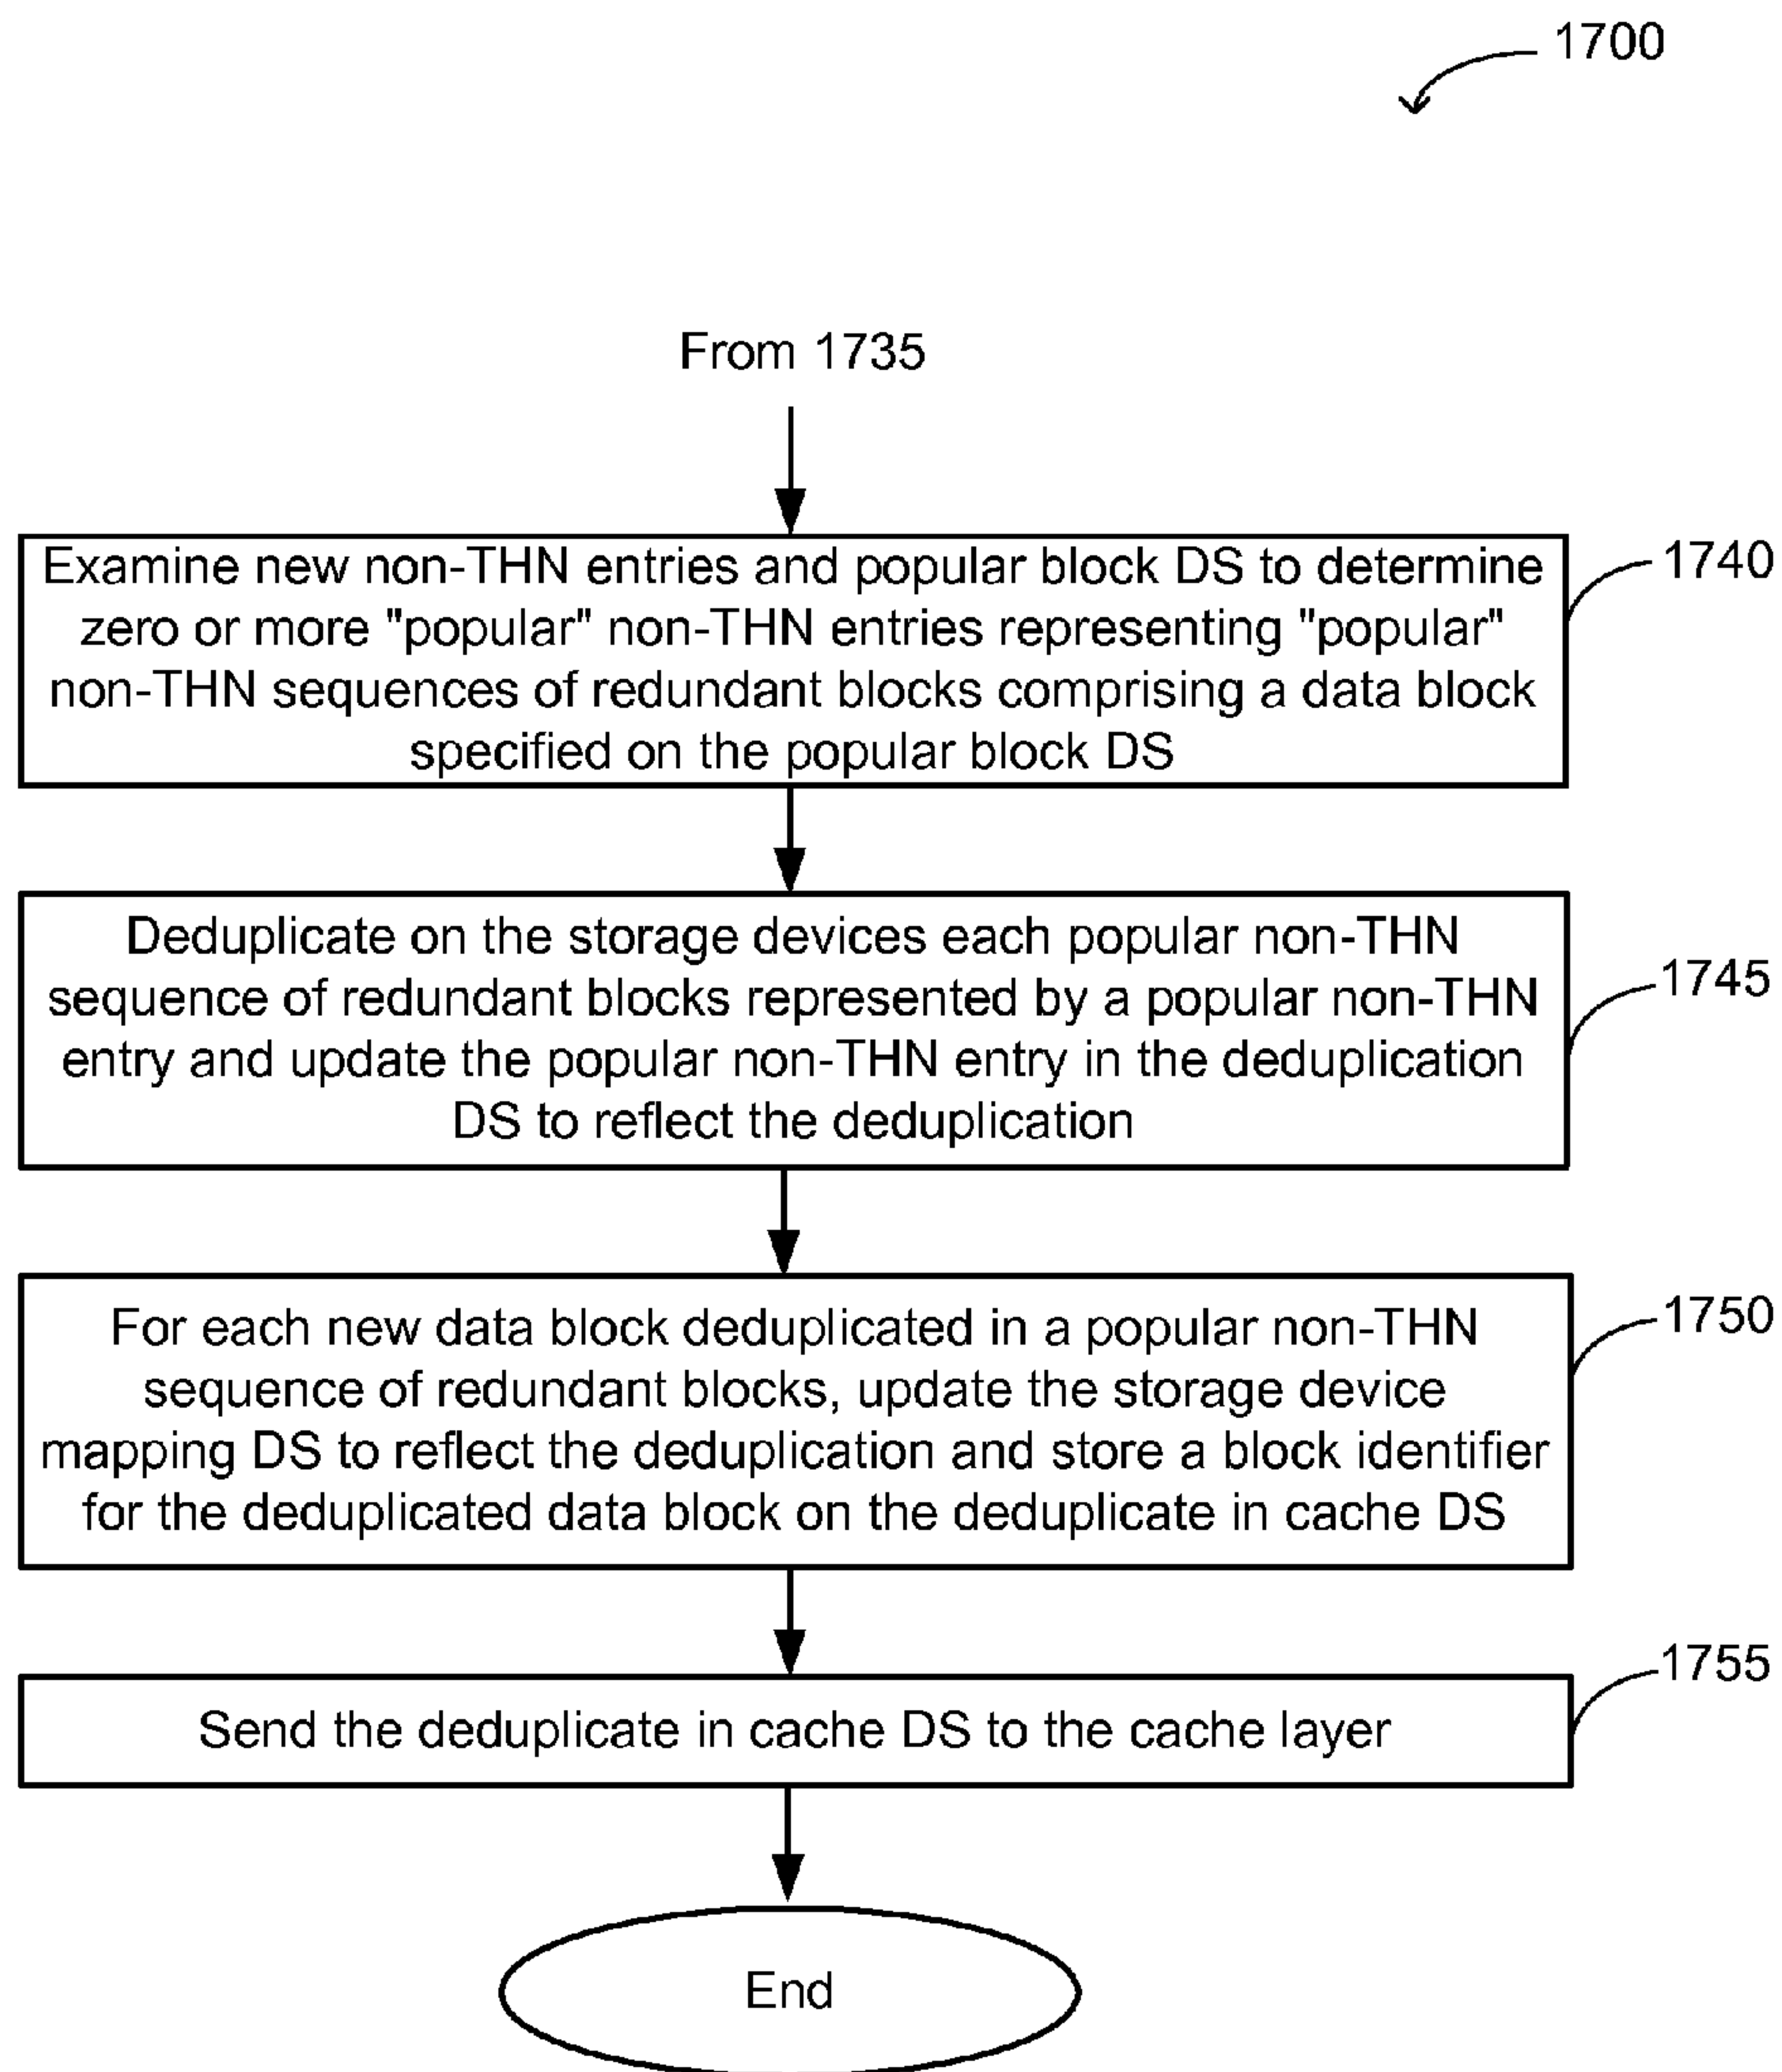 1700
From 1735
Examine new non-THN entries and popular block DS to determine
zero or more "popular" non-THN entries representing "popular"
non-THN sequences of redundant blocks comprising a data block
specified on the popular block DS
1740
Deduplicate on the storage devices each popular non-THN
sequence of redundant blocks represented by a popular non-THN
entry and update the popular non-THN entry in the deduplication
DS to reflect the deduplication
1745
For each new data block deduplicated in a popular non-THN
sequence of redundant blocks, update the storage device
mapping DS to reflect the deduplication and store a block identifier
for the deduplicated data block on the deduplicate in cache DS
1750
Send the deduplicate in cache DS to the cache layer
1755
End